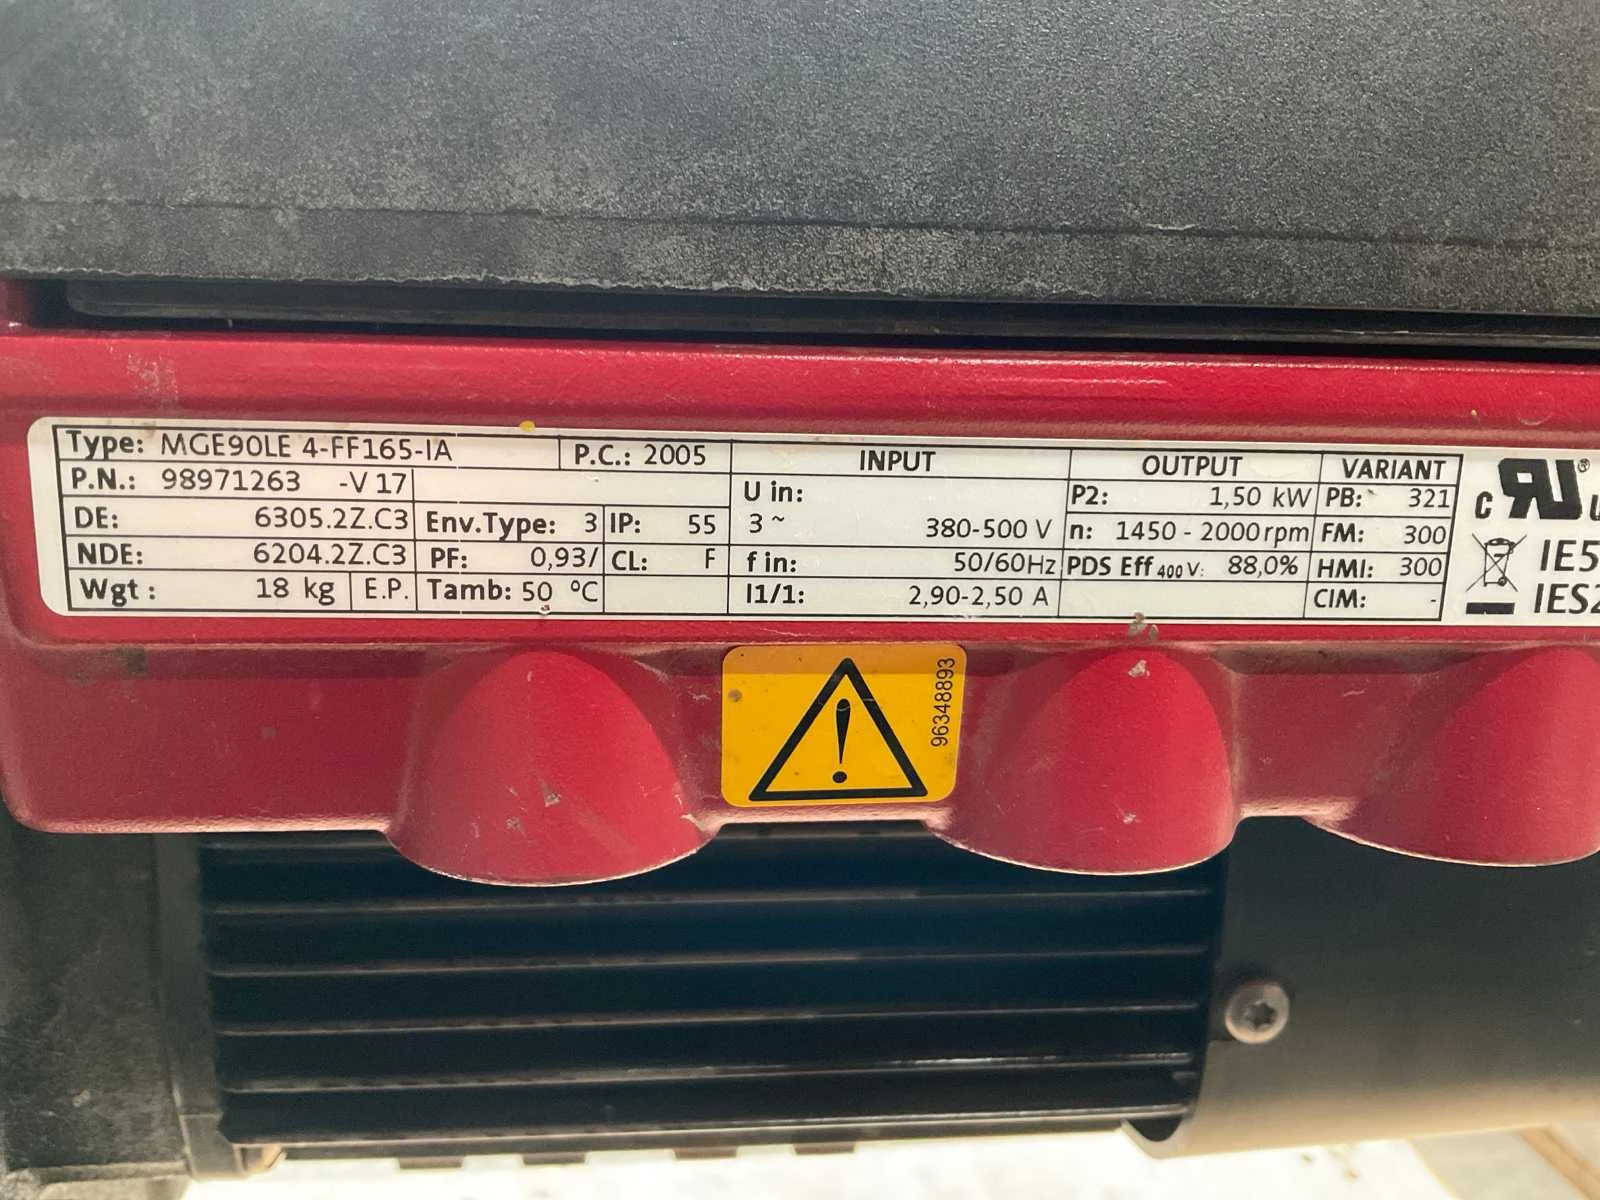 Type: MGE90LE 4-FF165-IA P.C.: 2005 INPUT OUTPUT VARIANT
P.N.: 98971263 -V 17 U in: P2: 1,50 kW PB: 321
DE: 6305.2Z.C3 Env.Type: 3 IP: 55 3 ~ 380-500 V n: 1450 - 2000 rpm FM: 300
NDE: 6204.2Z.C3 PF: 0,93/ CL: F f in: 50/60Hz PDS Eff 400 V: 88,0% HMI: 300
Wgt : 18 kg E.P. Tamb: 50 °C I1/1: 2,90-2,50 A CIM: -
c RU ®
IE5
IES2
96348893